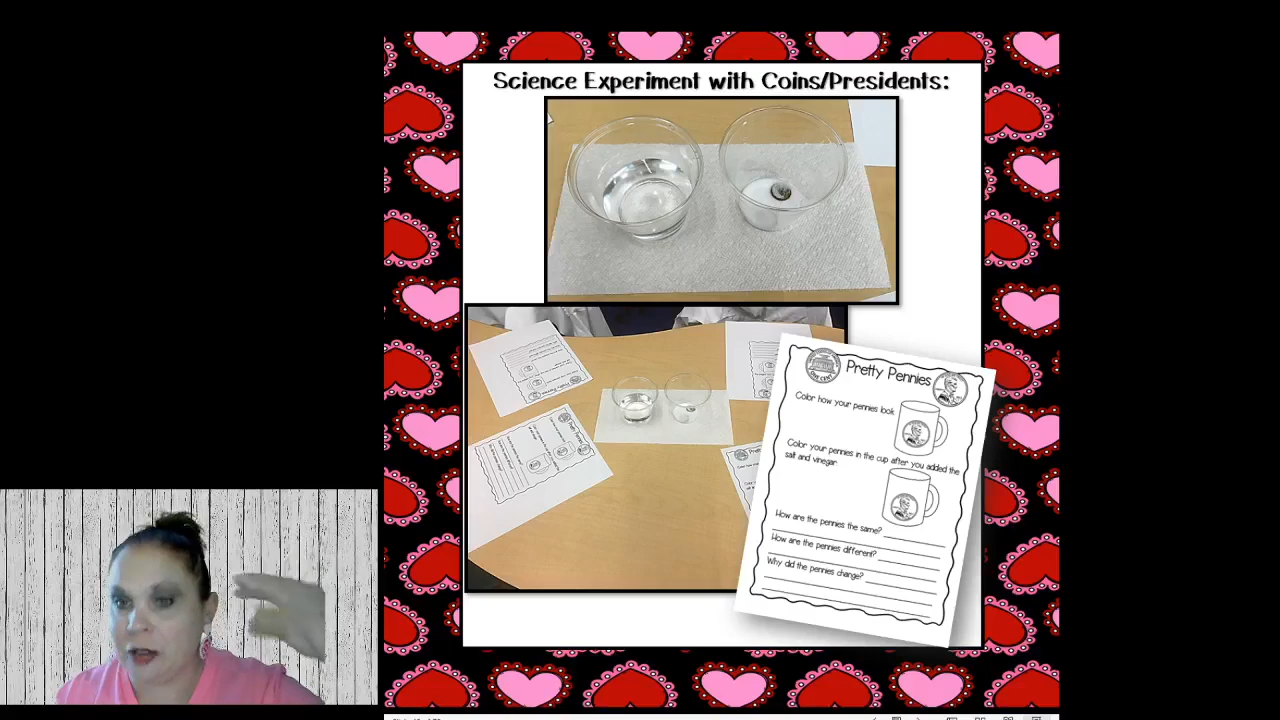 Science Experiment with Coins/Presidents:
Pretty Pennies
ONE CENT
Color how your pennies look
Color your pennies in the cup after you added the
salt and vinegar
How are the pennies the same?
How are the pennies different?
Why did the pennies change?